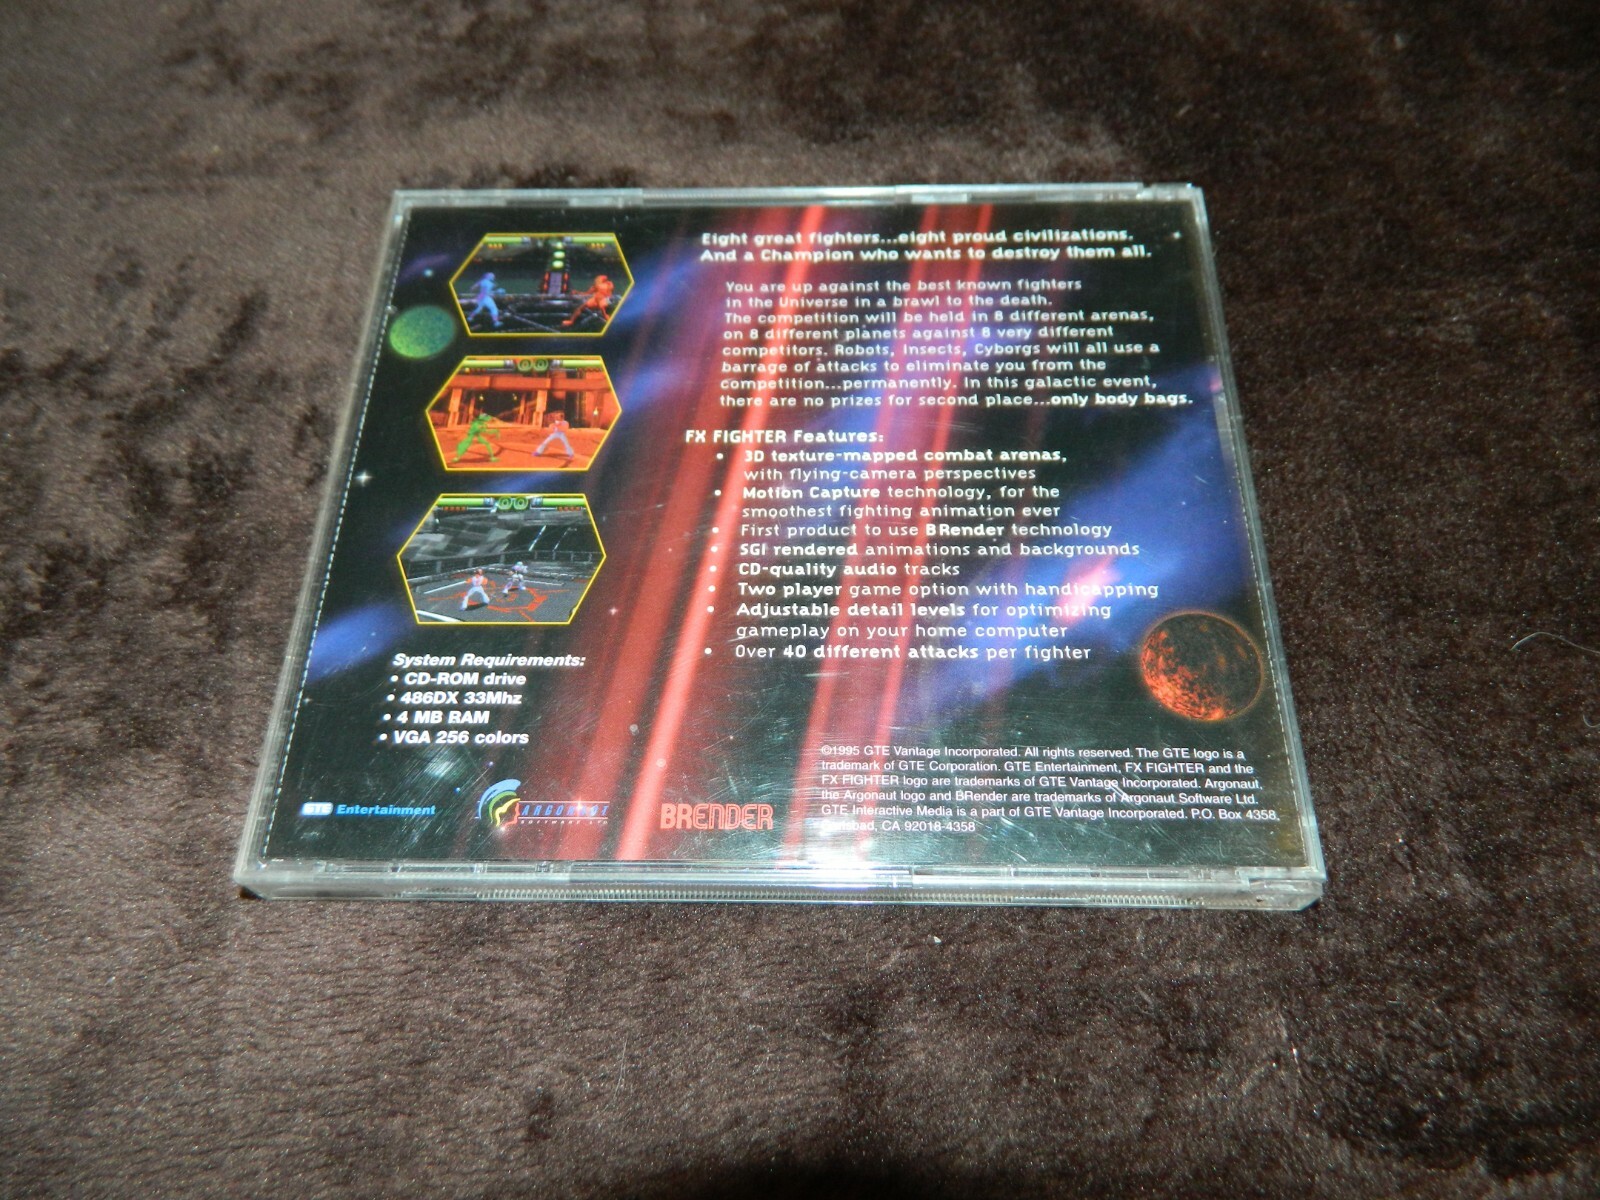 Eight great fighters...eight proud civilizations.
And a Champion who wants to destroy them all.
You are up against the best known fighters
in the Universe in a brawl to the death.
The competition will be held in 8 different arenas,
on 8 different planets against 8 very different
competitors. Robots, Insects, Cyborgs will all use a
barrage of attacks to eliminate you from the
competition...permanently. In this galactic event,
there are no prizes for second place...only body bags.
FX FIGHTER Features:
• 3D texture-mapped combat arenas,
with flying-camera perspectives
• Motion Capture technology, for the
smoothest fighting animation ever
• First product to use BRender technology
• SGI rendered animations and backgrounds
• CD-quality audio tracks
• Two player game option with handicapping
• Adjustable detail levels for optimizing
gameplay on your home computer
• Over 40 different attacks per fighter
System Requirements:
• CD-ROM drive
• 486DX 33Mhz
• 4 MB RAM
• VGA 256 colors
GTE Entertainment
ARGONAUT
SOFTWARE LTD
BRENDER
©1995 GTE Vantage Incorporated. All rights reserved. The GTE logo is a
trademark of GTE Corporation. GTE Entertainment, FX FIGHTER and the
FX FIGHTER logo are trademarks of GTE Vantage Incorporated. Argonaut,
the Argonaut logo and BRender are trademarks of Argonaut Software Ltd.
GTE Interactive Media is a part of GTE Vantage Incorporated. P.O. Box 4358,
Carlsbad, CA 92018-4358